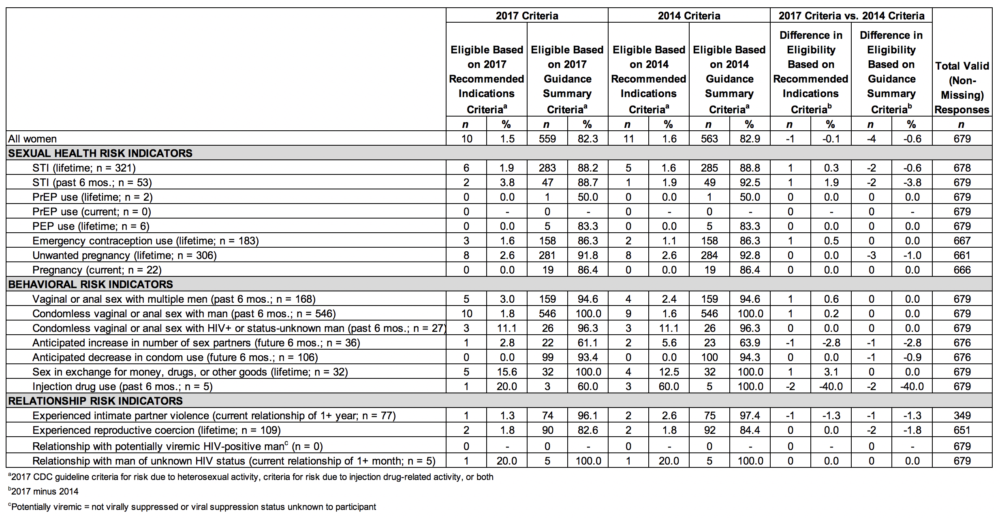 2017 Criteria 2014 Criteria 2017 Criteria vs. 2014 Criteria
Eligible Based on 2017 Recommended Indications Criteriaa Eligible Based on 2017 Guidance Summary Criteriaa Eligible Based on 2014 Recommended Indications Criteriaa Eligible Based on 2014 Guidance Summary Criteriaa Difference in Eligibility Based on Recommended Indications Criteriab Difference in Eligibility Based on Guidance Summary Criteriab Total Valid (Non-Missing) Responses
n % n % n % n % n % n % n
All women 10 1.5 559 82.3 11 1.6 563 82.9 -1 -0.1 -4 -0.6 679
SEXUAL HEALTH RISK INDICATORS
STI (lifetime; n = 321) 6 1.9 283 88.2 5 1.6 285 88.8 1 0.3 -2 -0.6 678
STI (past 6 mos.; n = 53) 2 3.8 47 88.7 1 1.9 49 92.5 1 1.9 -2 -3.8 679
PrEP use (lifetime; n = 2) 0 0.0 1 50.0 0 0.0 1 50.0 0 0.0 0 0.0 679
PrEP use (current; n = 0) 0 - 0 - 0 - 0 - 0 - 0 - 679
PEP use (lifetime; n = 6) 0 0.0 5 83.3 0 0.0 5 83.3 0 0.0 0 0.0 679
Emergency contraception use (lifetime; n = 183) 3 1.6 158 86.3 2 1.1 158 86.3 1 0.5 0 0.0 667
Unwanted pregnancy (lifetime; n = 306) 8 2.6 281 91.8 8 2.6 284 92.8 0 0.0 -3 -1.0 661
Pregnancy (current; n = 22) 0 0.0 19 86.4 0 0.0 19 86.4 0 0.0 0 0.0 666
BEHAVIORAL RISK INDICATORS
Vaginal or anal sex with multiple men (past 6 mos.; n = 168) 5 3.0 159 94.6 4 2.4 159 94.6 1 0.6 0 0.0 679
Condomless vaginal or anal sex with man (past 6 mos.; n = 546) 10 1.8 546 100.0 9 1.6 546 100.0 1 0.2 0 0.0 679
Condomless vaginal or anal sex with HIV+ or status-unknown man (past 6 mos.; n = 27) 3 11.1 26 96.3 3 11.1 26 96.3 0 0.0 0 0.0 679
Anticipated increase in number of sex partners (future 6 mos.; n = 36) 1 2.8 22 61.1 2 5.6 23 63.9 -1 -2.8 -1 -2.8 676
Anticipated decrease in condom use (future 6 mos.; n = 106) 0 0.0 99 93.4 0 0.0 100 94.3 0 0.0 -1 -0.9 676
Sex in exchange for money, drugs, or other goods (lifetime; n = 32) 5 15.6 32 100.0 4 12.5 32 100.0 1 3.1 0 0.0 679
Injection drug use (past 6 mos.; n = 5) 1 20.0 3 60.0 3 60.0 5 100.0 -2 -40.0 -2 -40.0 679
RELATIONSHIP RISK INDICATORS
Experienced intimate partner violence (current relationship of 1+ year; n = 77) 1 1.3 74 96.1 2 2.6 75 97.4 -1 -1.3 -1 -1.3 349
Experienced reproductive coercion (lifetime; n = 109) 2 1.8 90 82.6 2 1.8 92 84.4 0 0.0 -2 -1.8 651
Relationship with potentially viremic HIV-positive manc (n = 0) 0 - 0 - 0 - 0 - 0 - 0 - 679
Relationship with man of unknown HIV status (current relationship of 1+ month; n = 5) 1 20.0 5 100.0 1 20.0 5 100.0 0 0.0 0 0.0 679
a2017 CDC guideline criteria for risk due to heterosexual activity, criteria for risk due to injection drug-related activity, or both
b2017 minus 2014
cPotentially viremic = not virally suppressed or viral suppression status unknown to participant